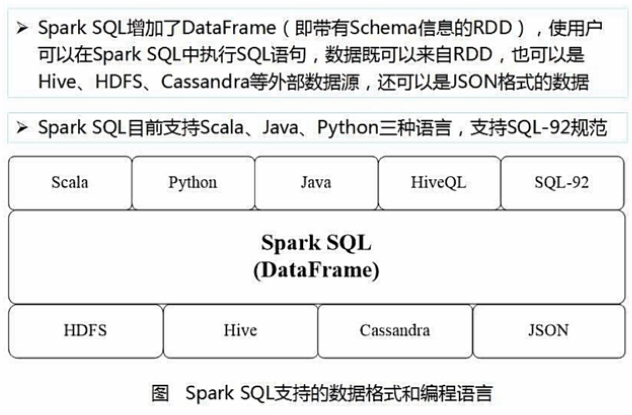 ➢ Spark SQL增加了DataFrame（即带有Schema信息的RDD），使用户
可以在Spark SQL中执行SQL语句，数据既可以来自RDD，也可以是
Hive、HDFS、Cassandra等外部数据源，还可以是JSON格式的数据
➢ Spark SQL目前支持Scala、Java、Python三种语言，支持SQL-92规范
Scala Python Java HiveQL SQL-92
Spark SQL
(DataFrame)
HDFS Hive Cassandra JSON
图 Spark SQL支持的数据格式和编程语言